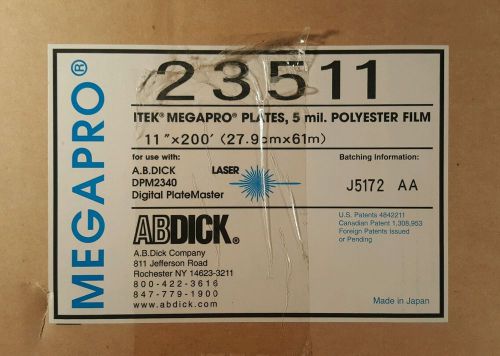 MEGAPRO®
23511
ITEK® MEGAPRO® PLATES, 5 mil. POLYESTER FILM
11"x200' (27.9cmx61m)
for use with:
A.B.DICK
DPM2340
Digital PlateMaster
LASER
Batching Information:
J5172 AA
ABDICK®
A.B.Dick Company
811 Jefferson Road
Rochester NY 14623-3211
800-422-3616
847-779-1900
www.abdick.com
U.S. Patents 4842211
Canadian Patent 1,308,953
Foreign Patents Issued
or Pending
Made in Japan